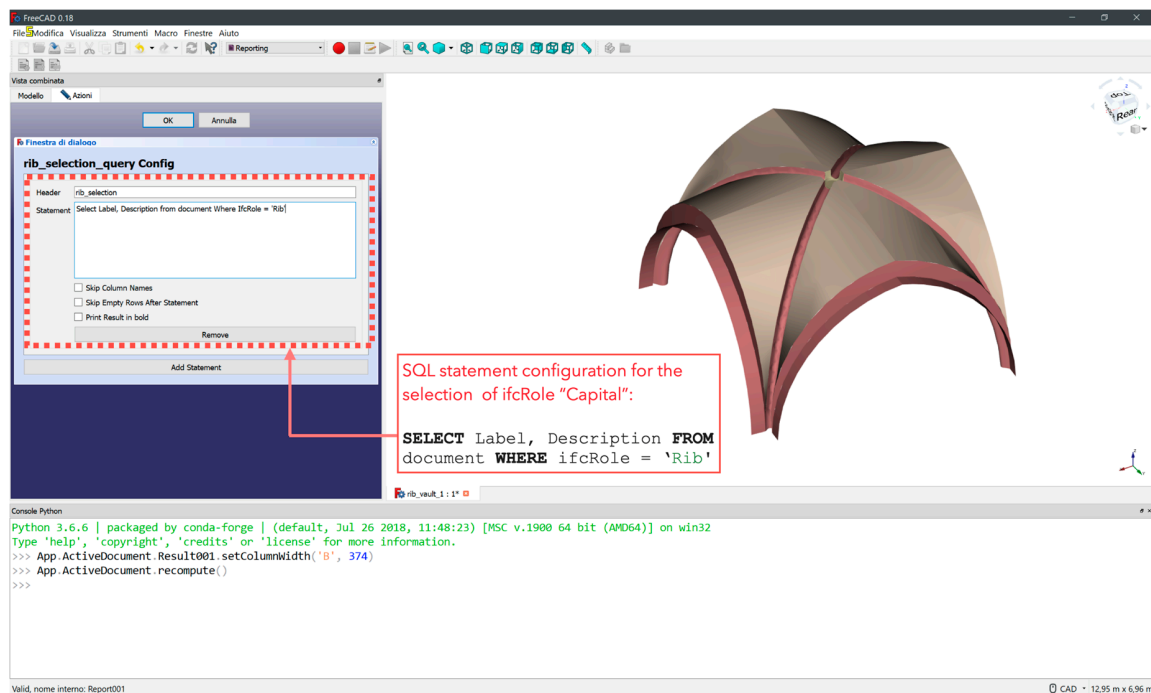 FreeCAD 0.18
File Modifica Visualizza Strumenti Macro Finestre Aiuto
Reporting
Vista combinata
Modello Azioni
OK Annulla
Finestra di dialogo
rib_selection_query Config
Header rib_selection
Statement Select Label, Description from document Where IfcRole = 'Rib'
Skip Column Names
Skip Empty Rows After Statement
Print Result in bold
Remove
Add Statement
Top
Rear
SQL statement configuration for the
selection of ifcRole “Capital”:
SELECT Label, Description FROM
document WHERE ifcRole = ‘Rib'
rib_vault_1 : 1*
Console Python
Python 3.6.6 | packaged by conda-forge | (default, Jul 26 2018, 11:48:23) [MSC v.1900 64 bit (AMD64)] on win32
Type 'help', 'copyright', 'credits' or 'license' for more information.
>>> App.ActiveDocument.Result001.setColumnWidth('B', 374)
>>> App.ActiveDocument.recompute()
>>>
Valid, nome interno: Report001
CAD 12,95 m x 6,96 m